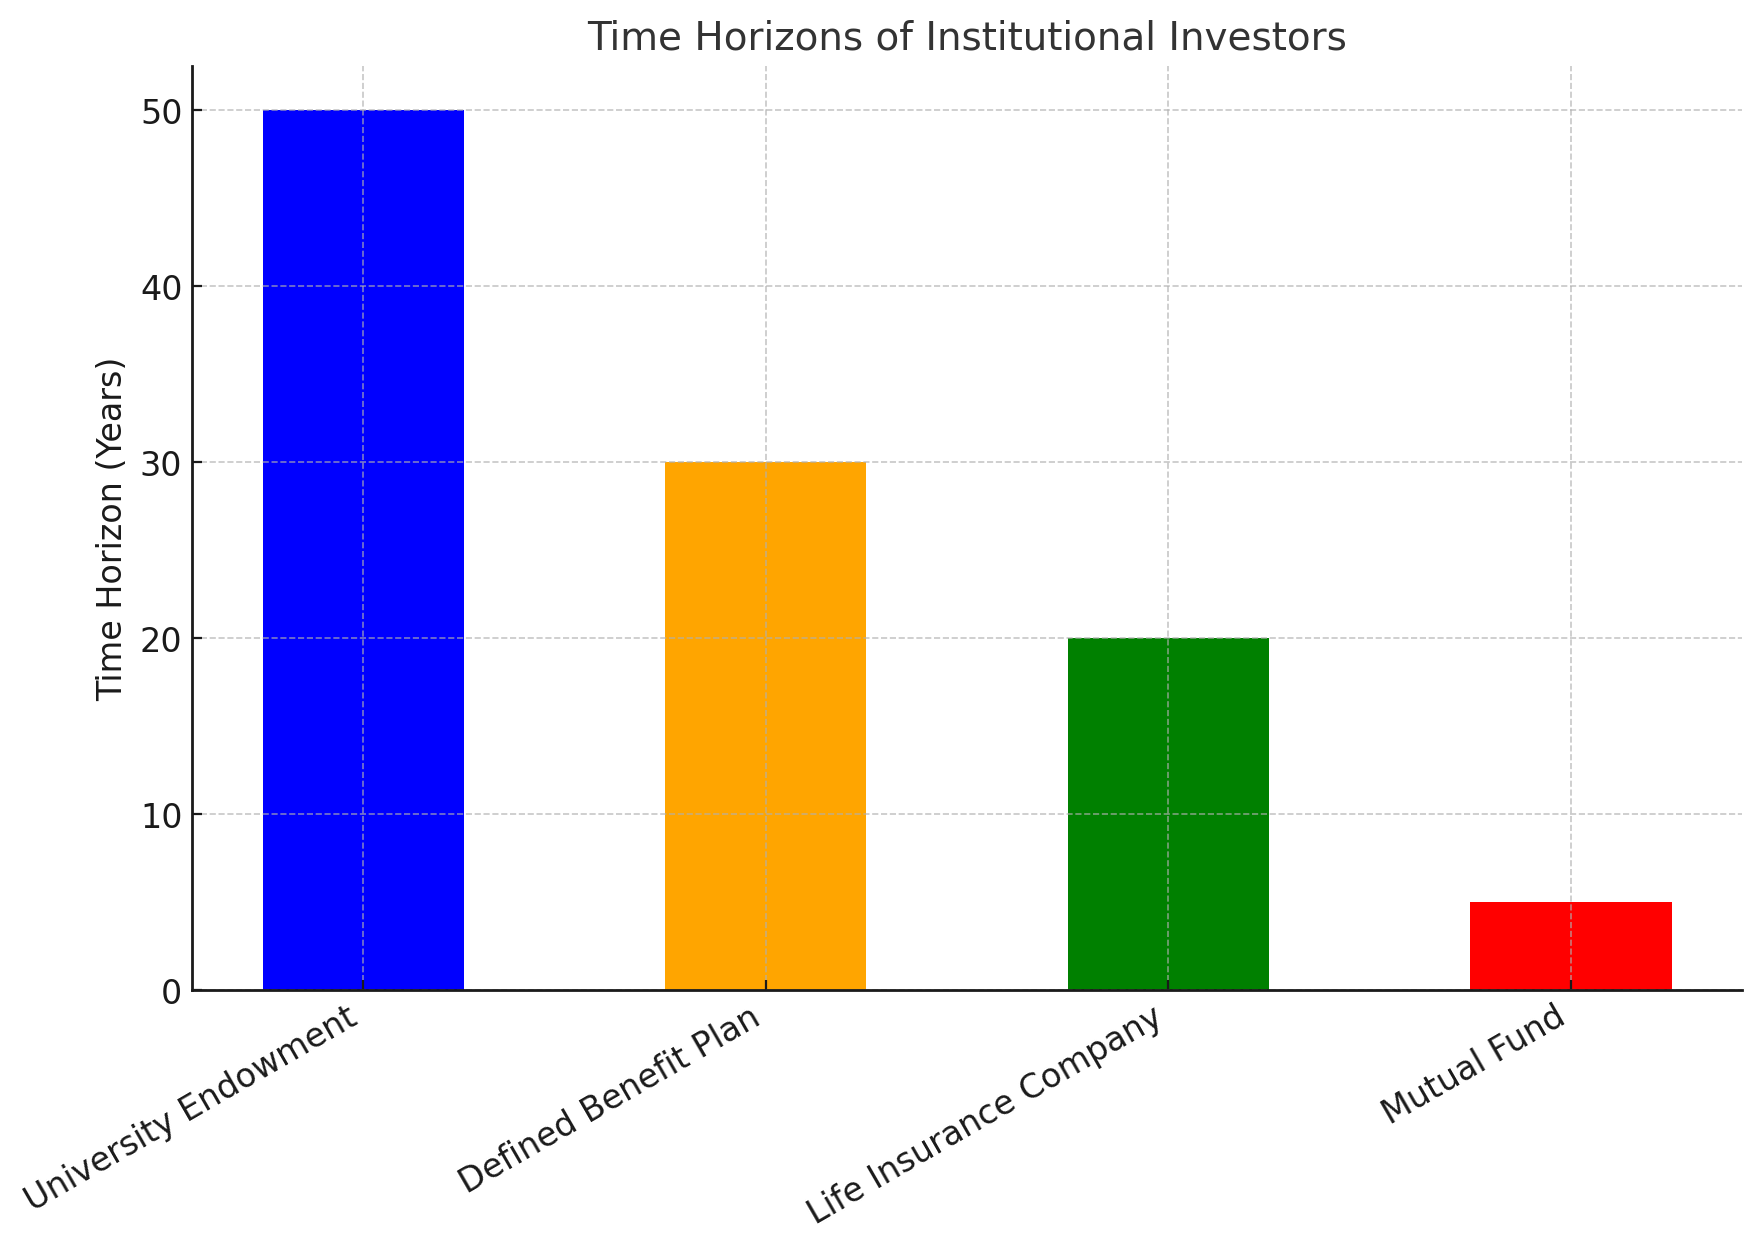 Time Horizons of Institutional Investors
Time Horizon (Years)
50
40
30
20
10
0
University Endowment
Defined Benefit Plan
Life Insurance Company
Mutual Fund